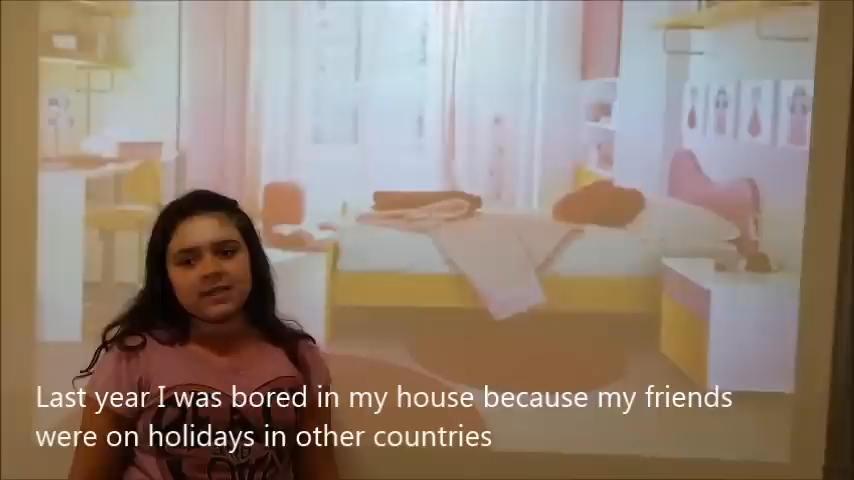 Last year I was bored in my house because my friends
were on holidays in other countries